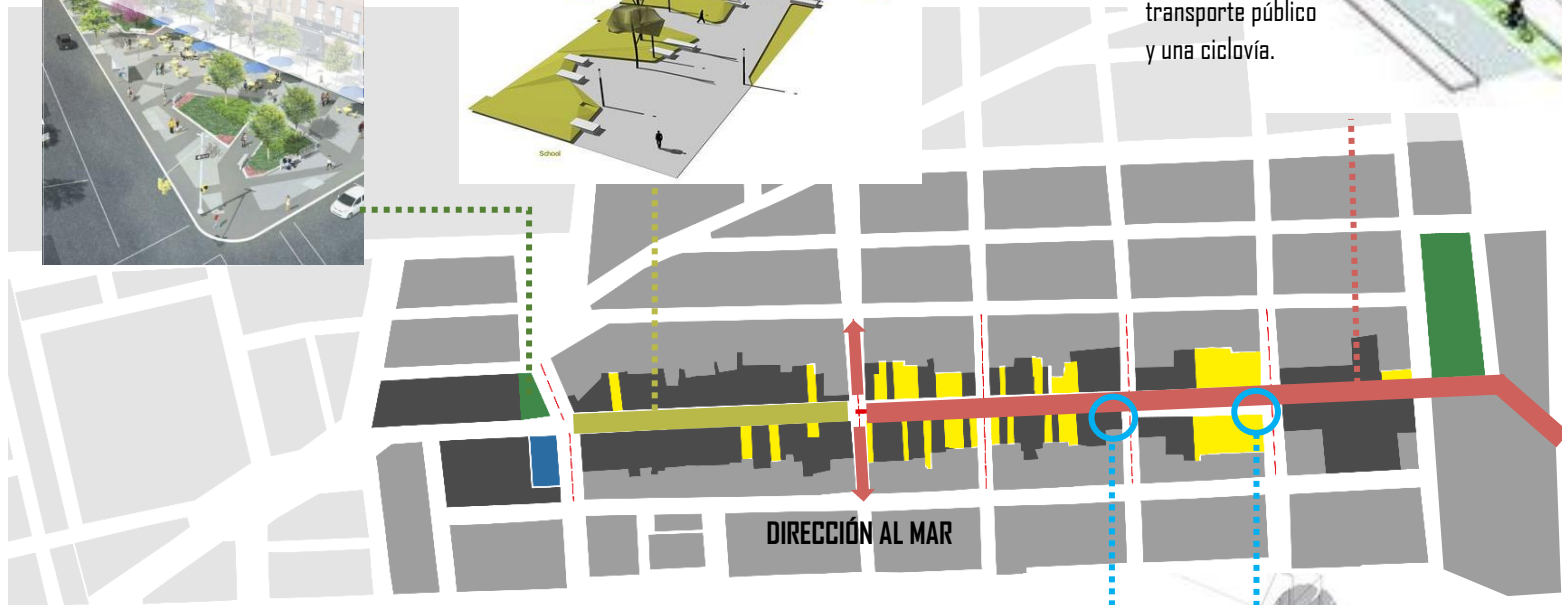 transporte público
y una ciclovía.
School
DIRECCIÓN AL MAR